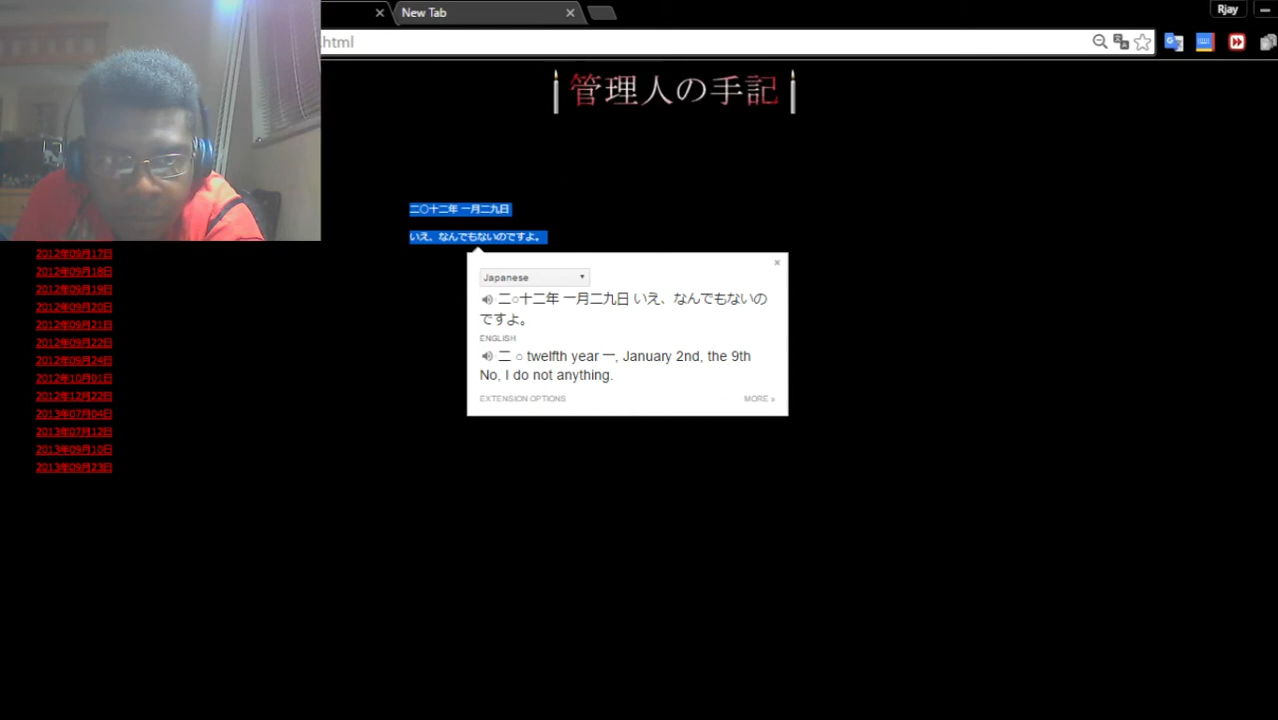 New Tab
Rjay
.html
管理人の手記
二〇十二年 一月二九日
いえ、なんでもないのですよ。
2012年09月17日
2012年09月18日
2012年09月19日
2012年09月20日
2012年09月21日
2012年09月22日
2012年09月24日
2012年10月01日
2012年12月22日
2013年07月04日
2013年07月12日
2013年09月10日
2013年09月23日
Japanese
二○十二年 一月二九日 いえ、なんでもないの
ですよ。
ENGLISH
二 ○ twelfth year 一, January 2nd, the 9th
No, I do not anything.
EXTENSION OPTIONS
MORE »